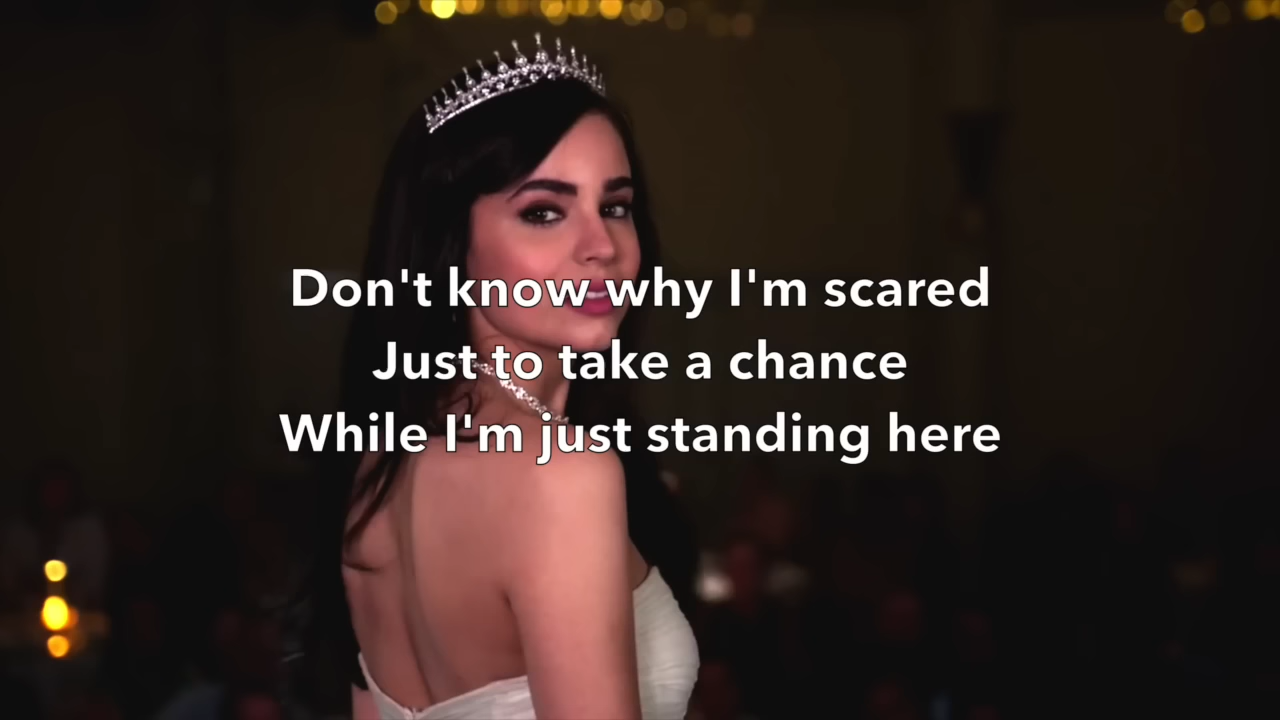 Don't know why I'm scared
Just to take a chance
While I'm just standing here